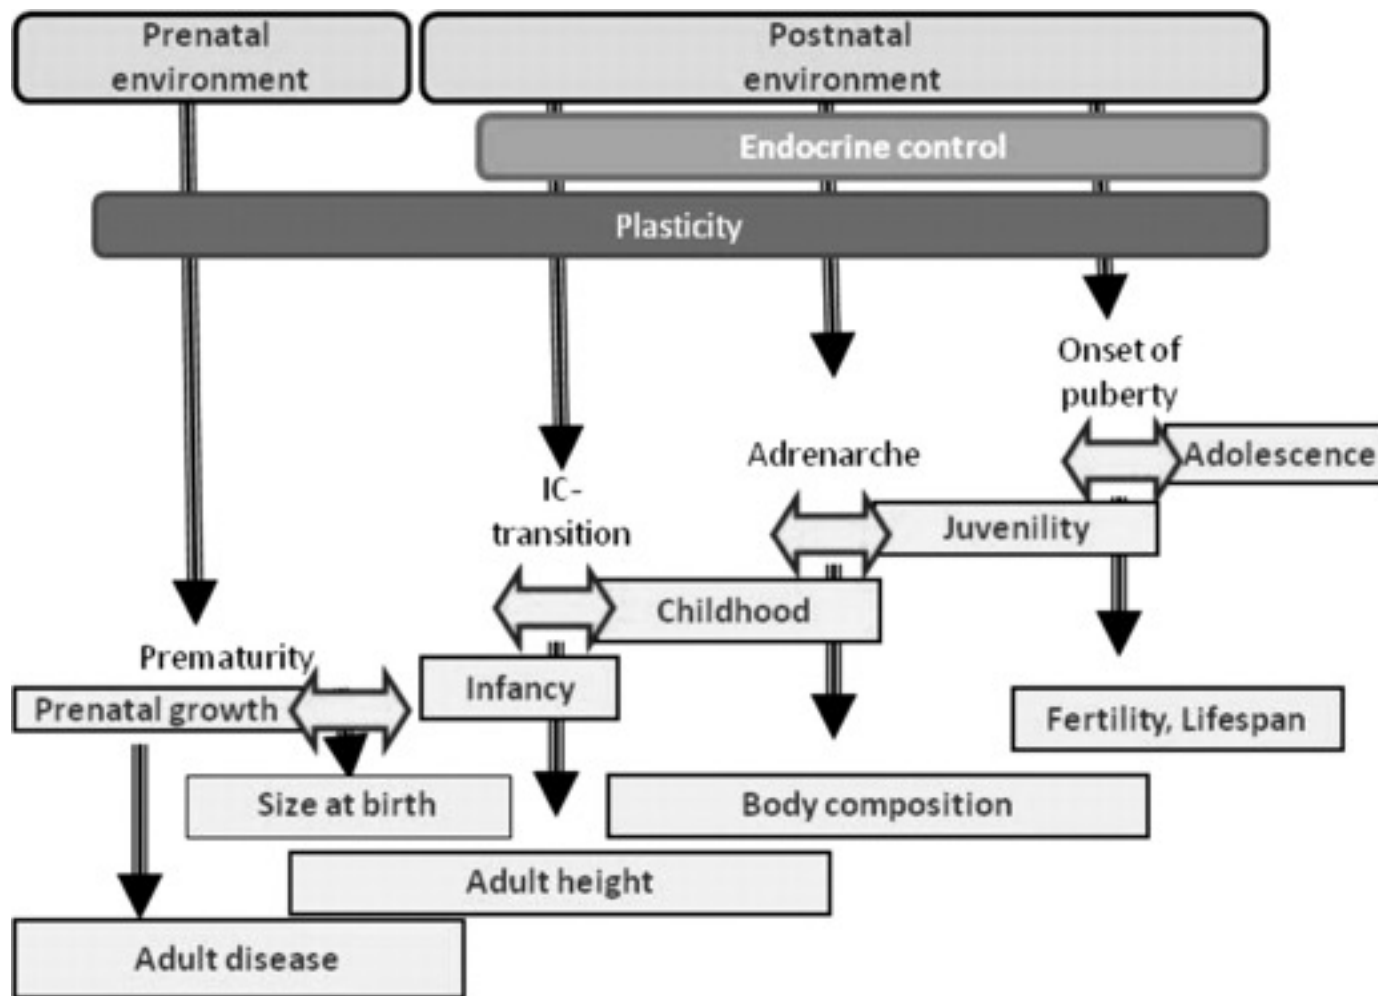 Prenatal
environment
Postnatal
environment
Endocrine control
Plasticity
Onset of
puberty
Adolescence
Adrenarche
Juvenility
IC-
transition
Childhood
Prematurity
Infancy
Prenatal growth
Fertility, Lifespan
Size at birth
Body composition
Adult height
Adult disease